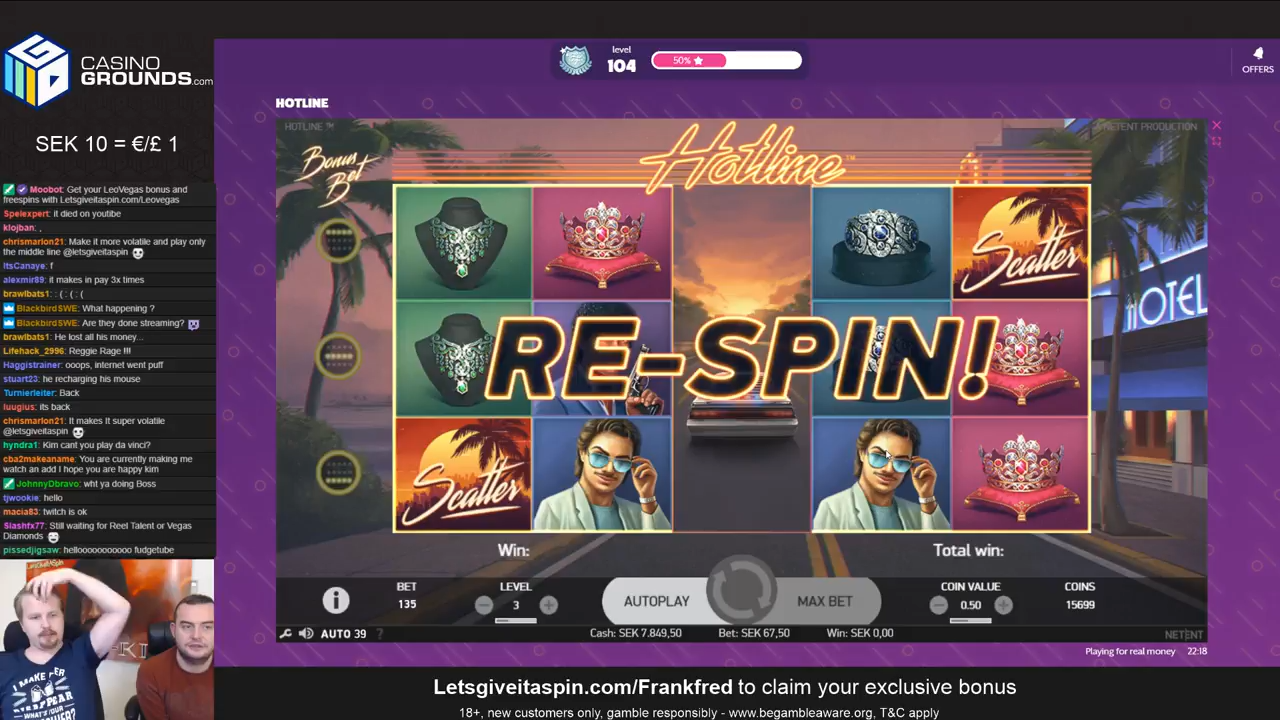 CASINO
GROUNDS.com
SEK 10 = €/£ 1
Moobot: Get your LeoVegas bonus and
freespins with Letsgiveitaspin.com/Leovegas
Spelexpert: it died on youtibe
klojban: ,
chrismarlon21: Make it more volatile and play only
the middle line @letsgiveitaspin
ItsCanaye: f
alexmir89: it makes in pay 3x times
brawlbats1: : ( : ( : (
BlackbirdSWE: What happening ?
BlackbirdSWE: Are they done streaming?
brawlbats1: He lost all his money...
Lifehack_2996: Reggie Rage !!!
Haggistrainer: ooops, internet went puff
stuart23: he recharging his mouse
Turnierleiter: Back
luugius: its back
chrismarlon21: It makes It super volatile
@letsgiveitaspin
hyndra1: Kim cant you play da vinci?
cba2makeaname: You are currently making me
watch an add I hope you are happy kim
JohnnyDbravo: wht ya doing Boss
tjwookie: hello
macia83: twitch is ok
Slashfx77: Still waiting for Reel Talent or Vegas
Diamonds
pissedjigsaw: hellooooooooooo fudgetube
level
104
50%
OFFERS
HOTLINE
HOTLINE™
A NETENT PRODUCTION
Bonus
Bet
Hotline™
Scatter
HOTEL
RE-SPIN!
Scatter
Win:
Total win:
BET
135
LEVEL
3
AUTOPLAY
MAX BET
COIN VALUE
0.50
COINS
15699
AUTO 39 ?
Cash: SEK 7.849,50
Bet: SEK 67,50
Win: SEK 0,00
NETENT
Playing for real money
22:18
Letsgiveitaspin.com/Frankfred to claim your exclusive bonus
18+, new customers only, gamble responsibly - www.begambleaware.org, T&C apply